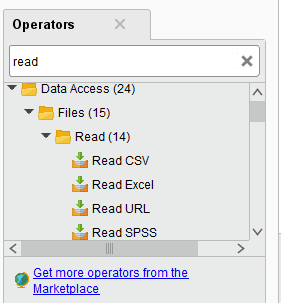 Operators
read
Data Access (24)
Files (15)
Read (14)
Read CSV
Read Excel
Read URL
Read SPSS
Get more operators from the
Marketplace